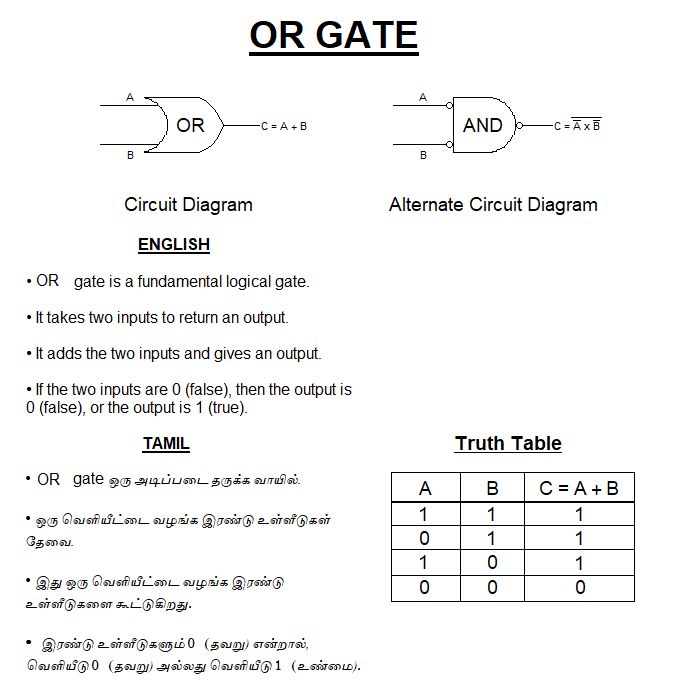 OR GATE
A
OR
C = A + B
B
A
AND
C = A̅ x B̅
B
Circuit Diagram
Alternate Circuit Diagram
ENGLISH
• OR gate is a fundamental logical gate.
• It takes two inputs to return an output.
• It adds the two inputs and gives an output.
• If the two inputs are 0 (false), then the output is
0 (false), or the output is 1 (true).
TAMIL
• OR gate ஒரு அடிப்படை தருக்க வாயில்.
• ஒரு வெளியீட்டை வழங்க இரண்டு உள்ளீடுகள்
தேவை.
• இது ஒரு வெளியீட்டை வழங்க இரண்டு
உள்ளீடுகளை கூட்டுகிறது.
• இரண்டு உள்ளீடுகளும் 0 (தவறு) என்றால்,
வெளியீடு 0 (தவறு) அல்லது வெளியீடு 1 (உண்மை).
Truth Table
A B C = A + B
1 1 1
0 1 1
1 0 1
0 0 0